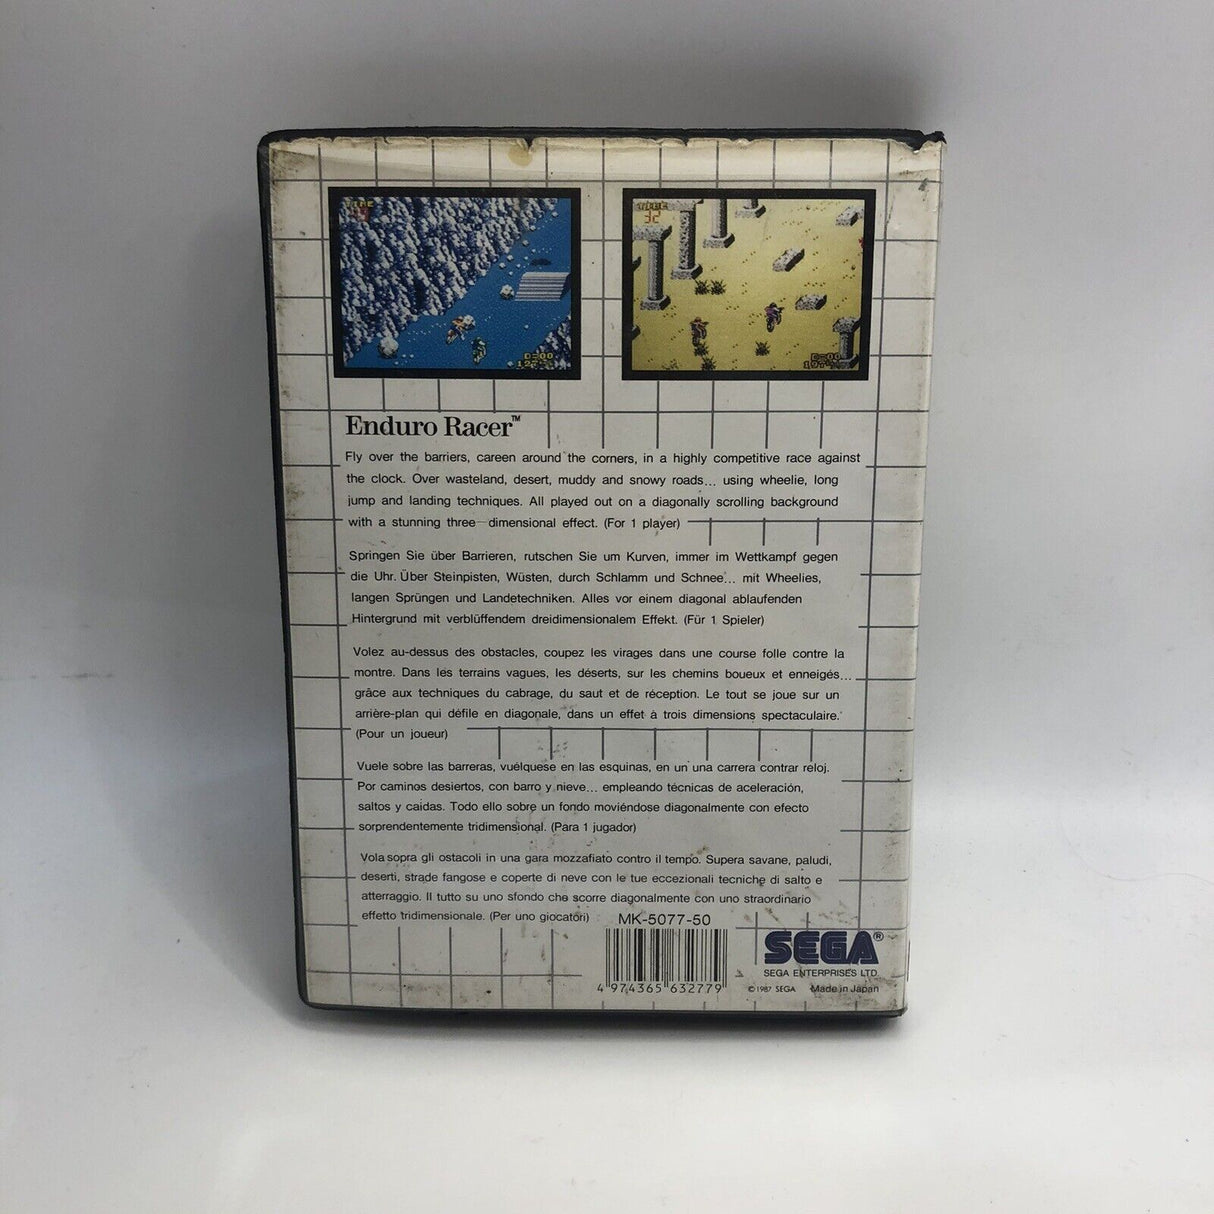 TIME
TIME
32
0-00
0-00
Enduro Racer™
Fly over the barriers, careen around the corners, in a highly competitive race against
the clock. Over wasteland, desert, muddy and snowy roads... using wheelie, long
jump and landing techniques. All played out on a diagonally scrolling background
with a stunning three-dimensional effect. (For 1 player)
Springen Sie über Barrieren, rutschen Sie um Kurven, immer im Wettkampf gegen
die Uhr. Über Steinpisten, Wüsten, durch Schlamm und Schnee... mit Wheelies,
langen Sprüngen und Landetechniken. Alles vor einem diagonal ablaufenden
Hintergrund mit verblüffendem dreidimensionalem Effekt. (Für 1 Spieler)
Volez au-dessus des obstacles, coupez les virages dans une course folle contre la
montre. Dans les terrains vagues, les déserts, sur les chemins boueux et enneigés...
grâce aux techniques du cabrage, du saut et de réception. Le tout se joue sur un
arrière-plan qui défile en diagonale, dans un effet à trois dimensions spectaculaire.
(Pour un joueur)
Vuele sobre las barreras, vuélquese en las esquinas, en un una carrera contrar reloj.
Por caminos desiertos, con barro y nieve... empleando técnicas de aceleración,
saltos y caidas. Todo ello sobre un fondo moviéndose diagonalmente con efecto
sorprendentemente tridimensional. (Para 1 jugador)
Vola sopra gli ostacoli in una gara mozzafiato contro il tempo. Supera savane, paludi,
deserti, strade fangose e coperte di neve con le tue eccezionali tecniche di salto e
atterraggio. Il tutto su uno sfondo che scorre diagonalmente con uno straordinario
effetto tridimensionale. (Per uno giocatori)
MK-5077-50
4 974365 632779
SEGA®
SEGA ENTERPRISES LTD.
©1987 SEGA Made in Japan